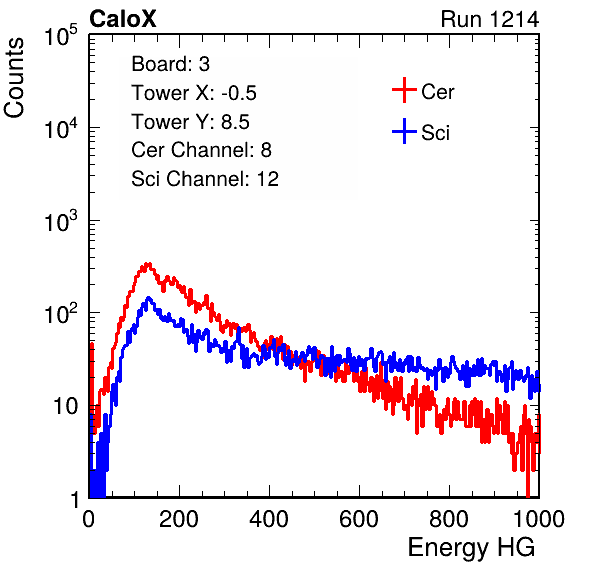 CaloX Run 1214
Counts
10^5
10^4
10^3
10^2
10
1
Board: 3
Tower X: -0.5
Tower Y: 8.5
Cer Channel: 8
Sci Channel: 12
Cer
Sci
0 200 400 600 800 1000
Energy HG